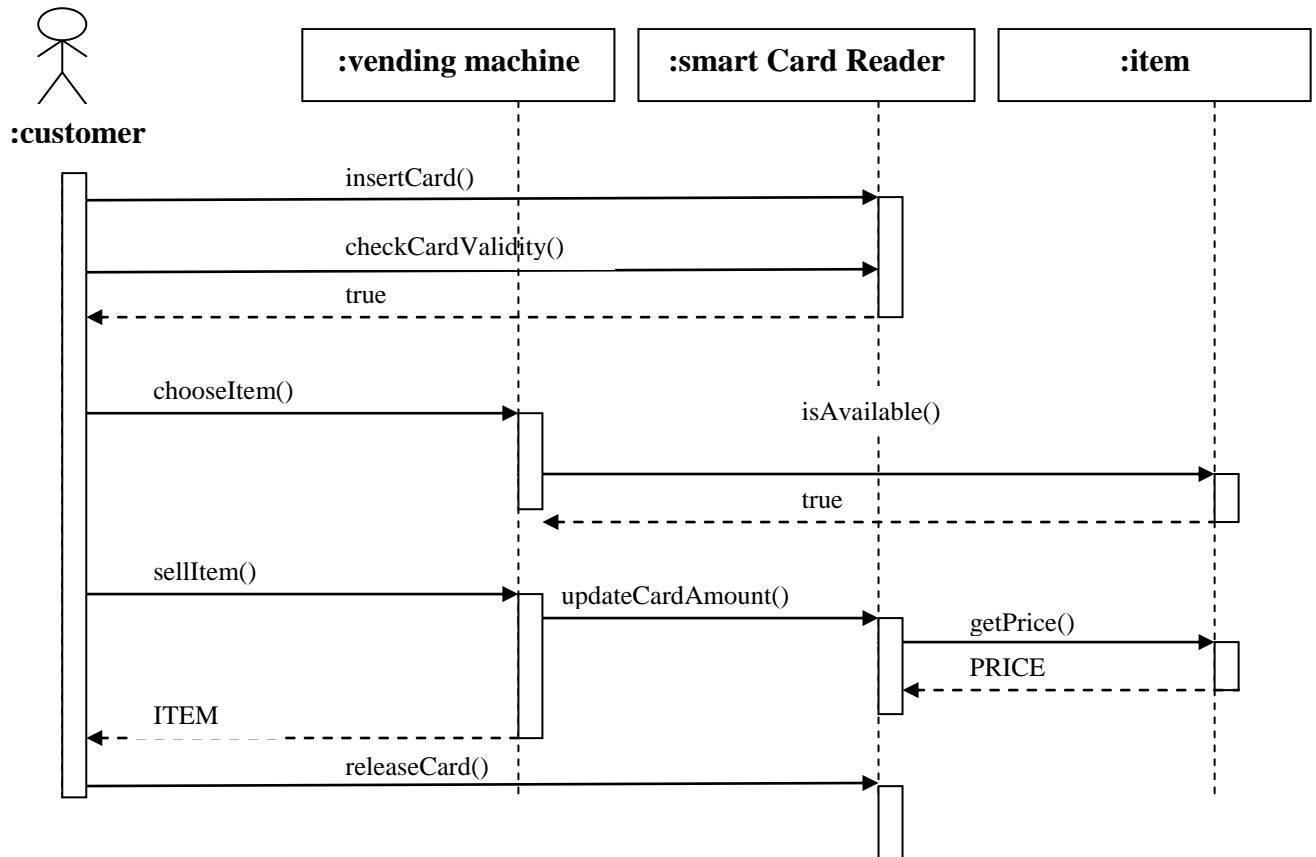 :vending machine
:smart Card Reader
:item
:customer
insertCard()
checkCardValidity()
true
chooseItem()
isAvailable()
true
sellItem()
updateCardAmount()
getPrice()
PRICE
ITEM
releaseCard()